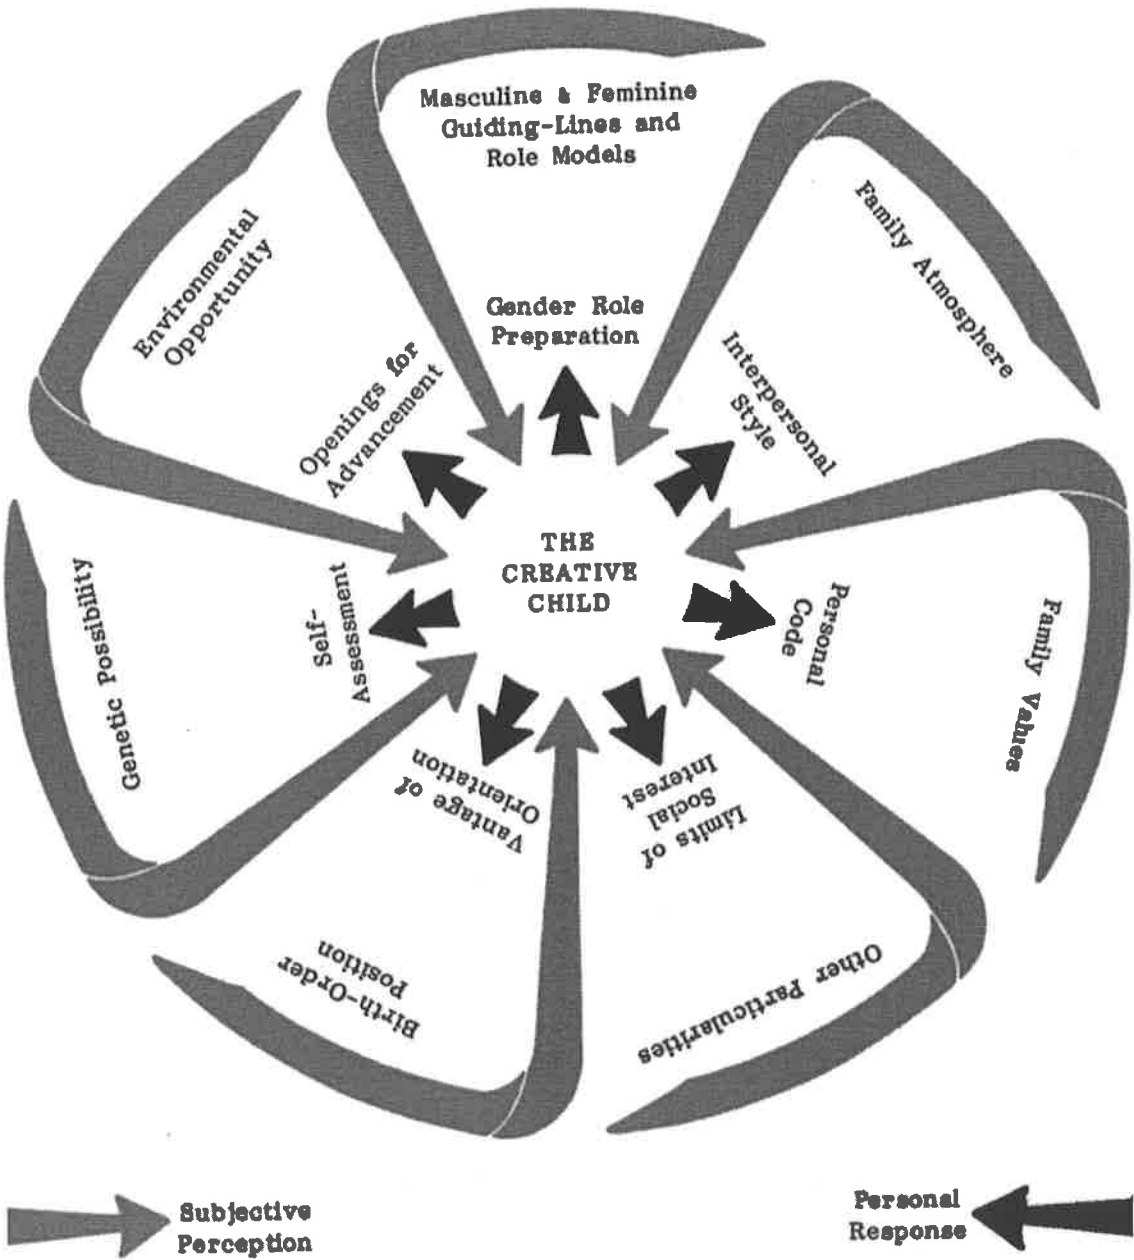 Masculine & Feminine
Guiding-Lines and
Role Models
Gender Role
Preparation
Family Atmosphere
Interpersonal
Style
Family Values
Personal
Code
Other Particularities
Limits of
Social
Interest
Birth-Order
Position
Vantage of
Orientation
Genetic Possibility
Self-
Assessment
Environmental
Opportunity
Openings for
Advancement
THE
CREATIVE
CHILD
Subjective
Perception
Personal
Response